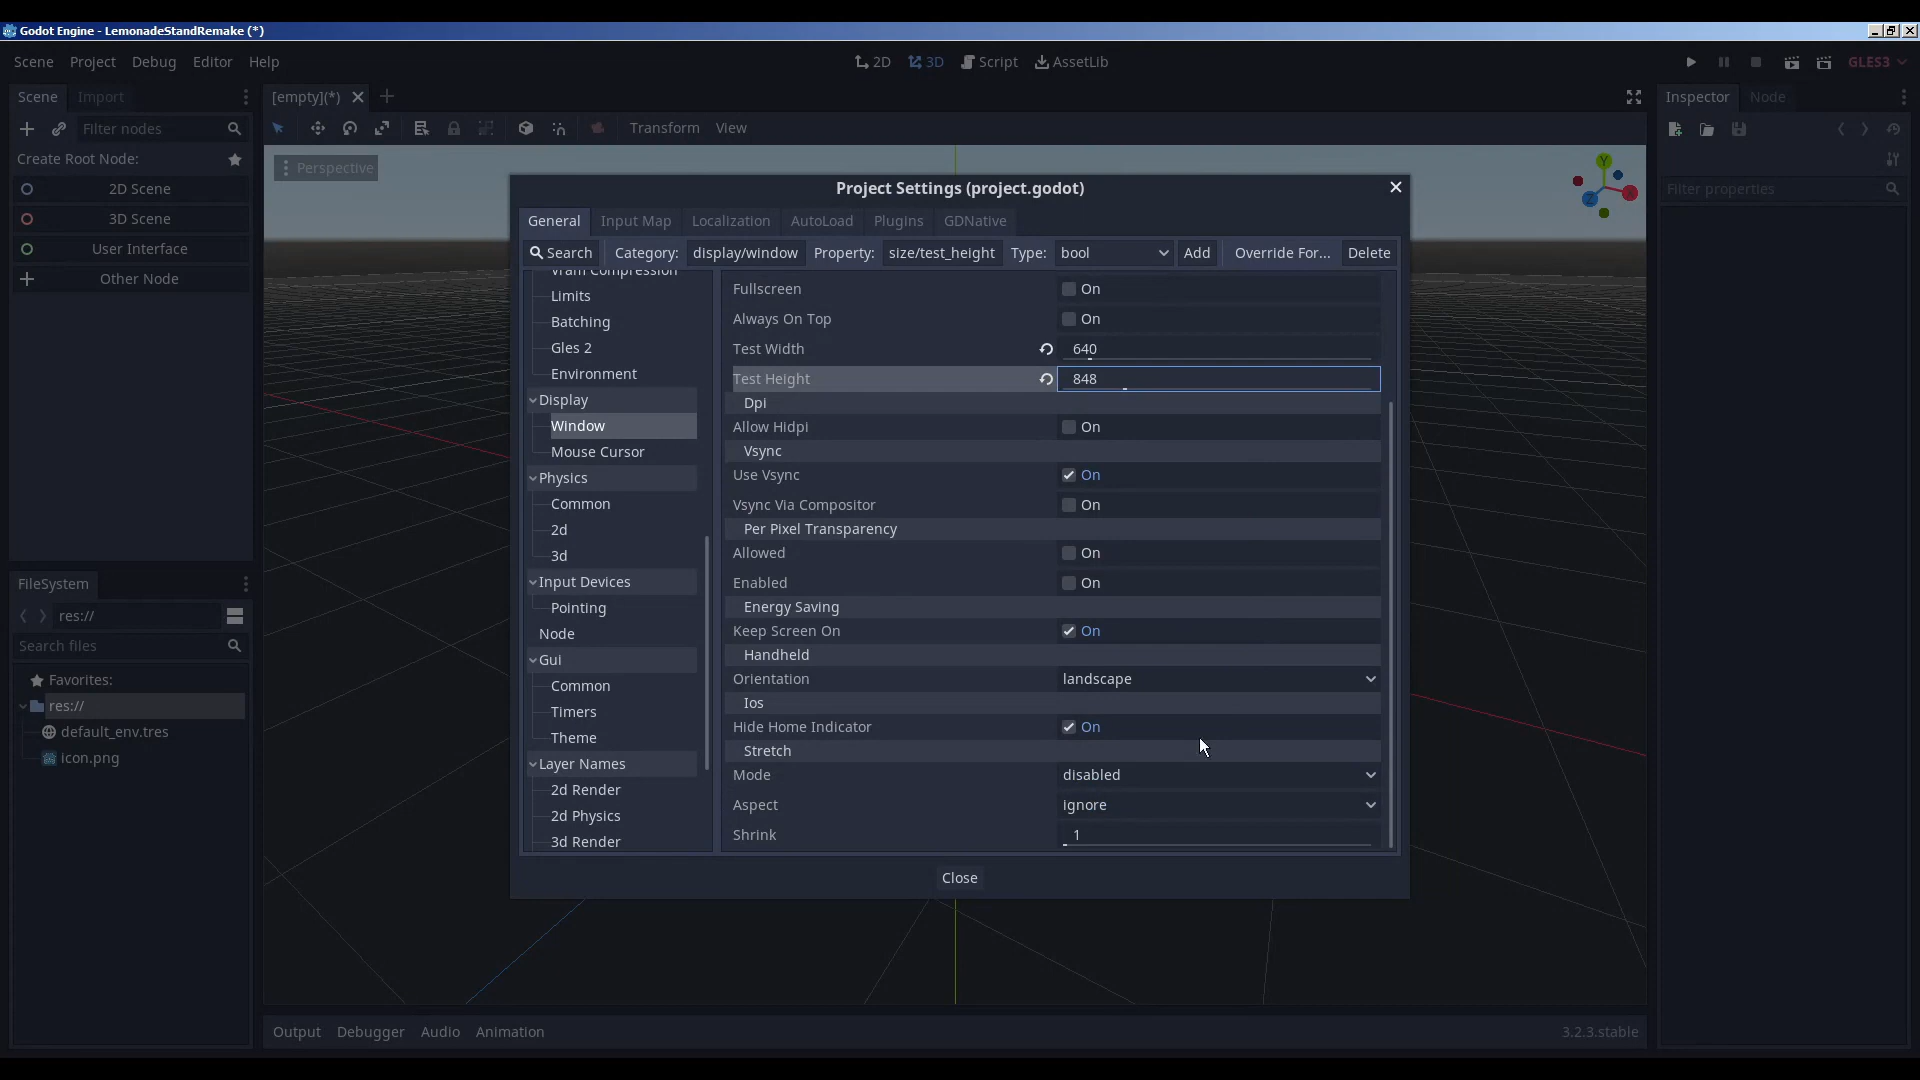 Godot Engine - LemonadeStandRemake (*)
Scene Project Debug Editor Help
2D 3D Script AssetLib
GLES3
Scene Import
[empty](*)
Inspector Node
Filter nodes
Transform View
Create Root Node:
Perspective
2D Scene
3D Scene
User Interface
Other Node
Y
X
Z
Filter properties
Project Settings (project.godot)
General Input Map Localization AutoLoad Plugins GDNative
Search Category: display/window Property: size/test_height Type: bool Add Override For... Delete
Vram Compression
Limits
Batching
Gles 2
Environment
Display
Window
Mouse Cursor
Physics
Common
2d
3d
Input Devices
Pointing
Node
Gui
Common
Timers
Theme
Layer Names
2d Render
2d Physics
3d Render
Fullscreen On
Always On Top On
Test Width 640
Test Height 848
Dpi
Allow Hidpi On
Vsync
Use Vsync On
Vsync Via Compositor On
Per Pixel Transparency
Allowed On
Enabled On
Energy Saving
Keep Screen On On
Handheld
Orientation landscape
Ios
Hide Home Indicator On
Stretch
Mode disabled
Aspect ignore
Shrink 1
Close
FileSystem
res://
Search files
Favorites:
res://
default_env.tres
icon.png
Output Debugger Audio Animation
3.2.3.stable